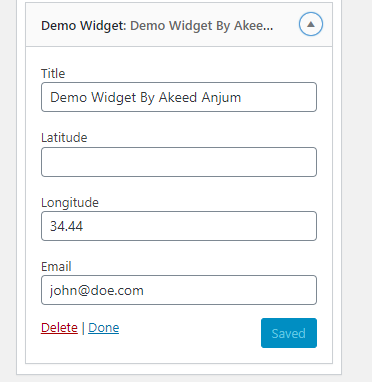 Demo Widget: Demo Widget By Akee...
Title
Demo Widget By Akeed Anjum
Latitude
Longitude
34.44
Email
john@doe.com
Delete | Done
Saved